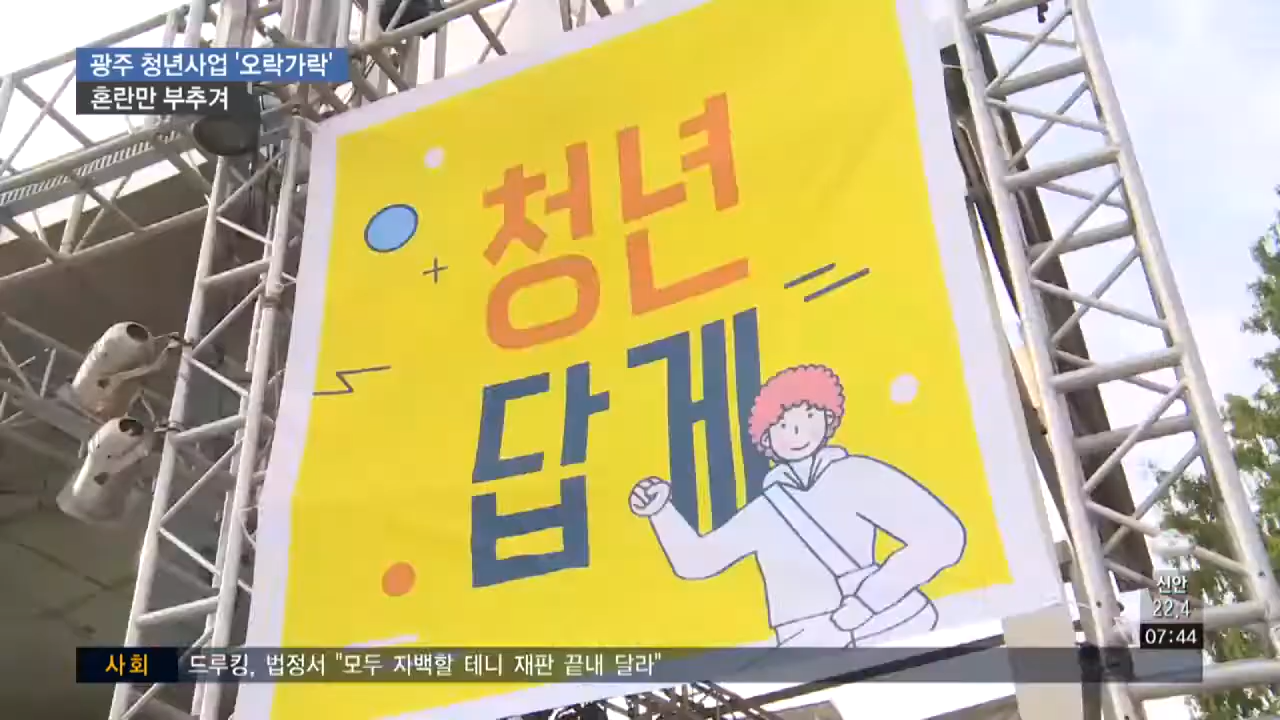 광주 청년사업 '오락가락'
혼란만 부추겨
청년
답게
신안
22.4
07:44
사회 드루킹, 법정서 "모두 자백할 테니 재판 끝내 달라"